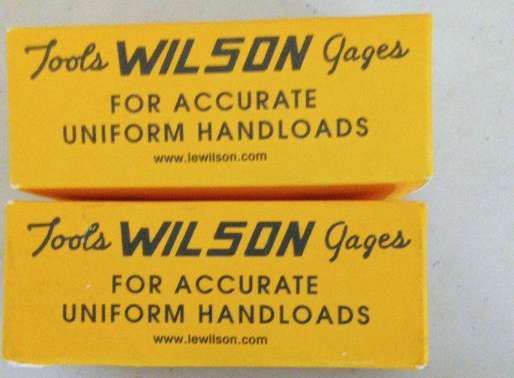 Tools WILSON Gages
FOR ACCURATE
UNIFORM HANDLOADS
www.lewilson.com
Tools WILSON Gages
FOR ACCURATE
UNIFORM HANDLOADS
www.lewilson.com